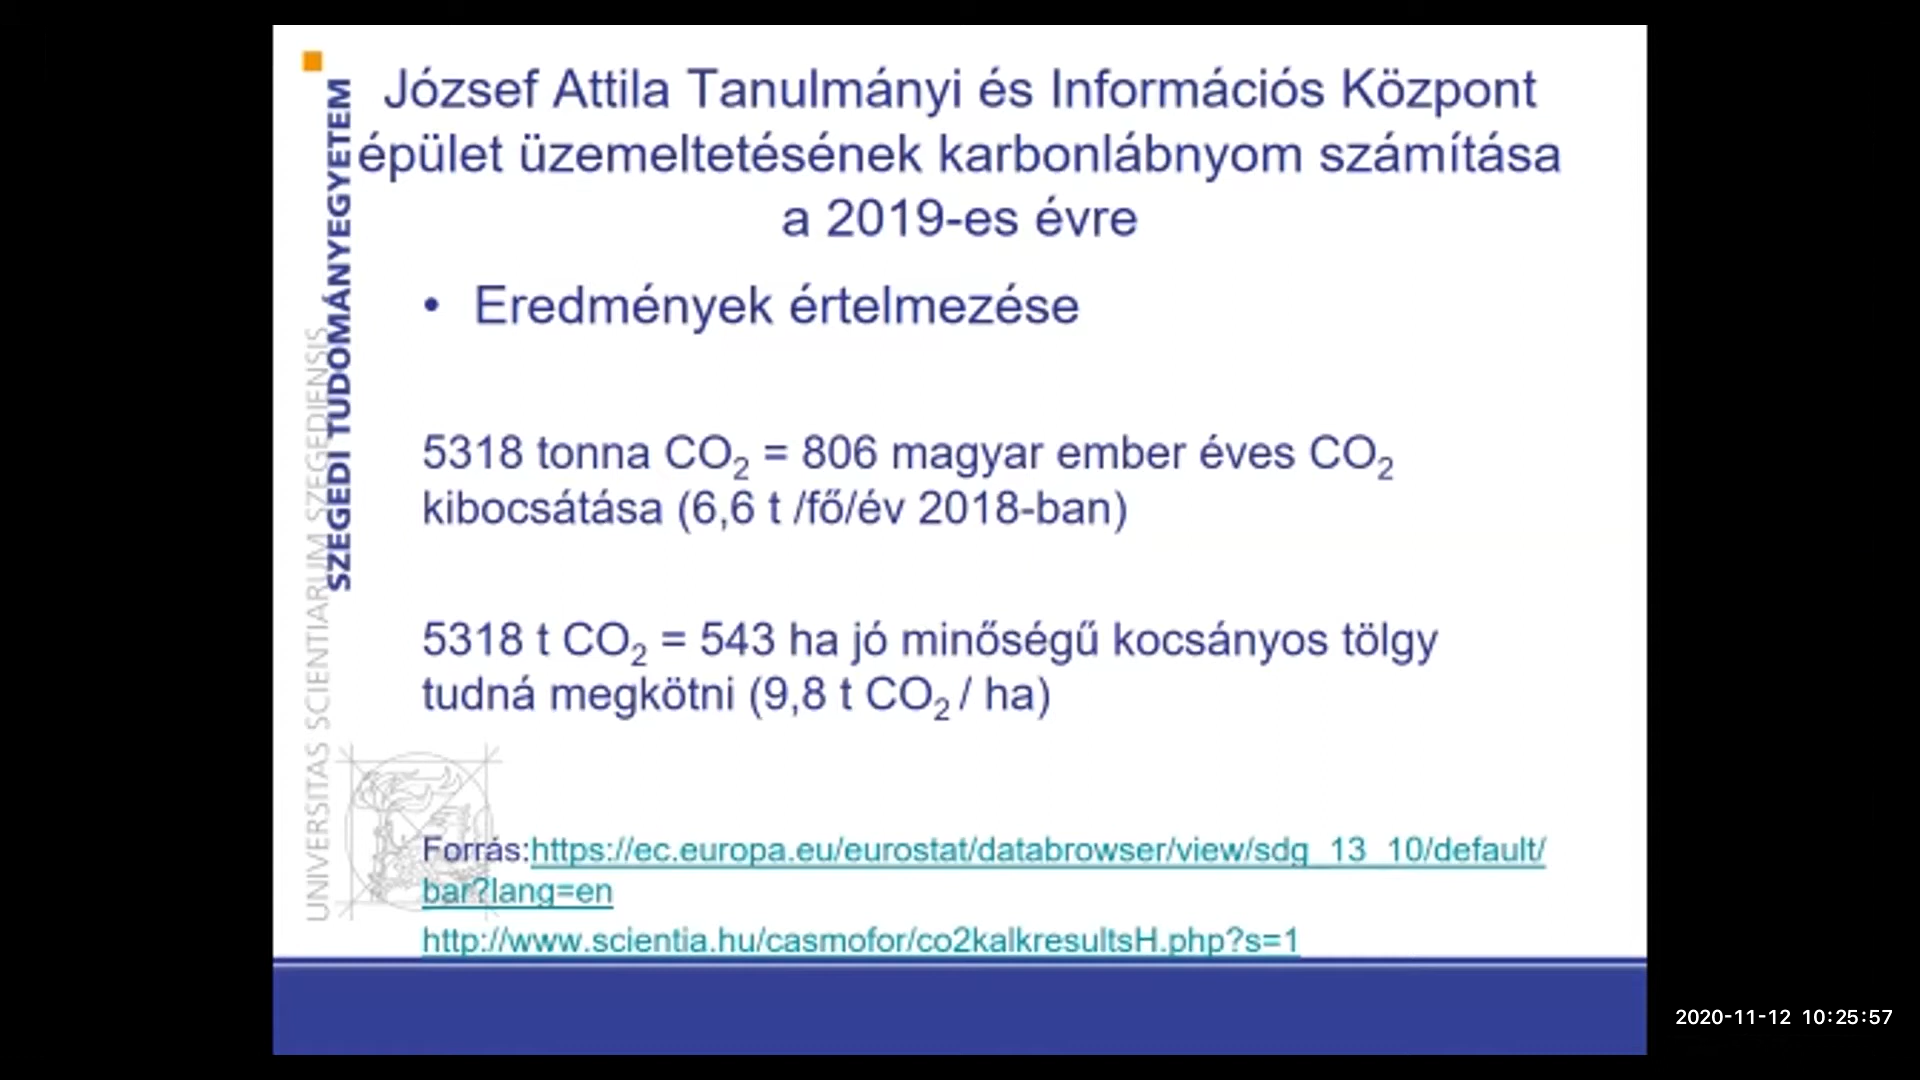 József Attila Tanulmányi és Információs Központ
épület üzemeltetésének karbonlábnyom számítása
a 2019-es évre
SZEGEDI TUDOMÁNYEGYETEM
UNIVERSITAS SCIENTIARUM SZEGEDIENSIS
• Eredmények értelmezése
5318 tonna CO₂ = 806 magyar ember éves CO₂
kibocsátása (6,6 t /fő/év 2018-ban)
5318 t CO₂ = 543 ha jó minőségű kocsányos tölgy
tudná megkötni (9,8 t CO₂ / ha)
Forrás:https://ec.europa.eu/eurostat/databrowser/view/sdg_13_10/default/
bar?lang=en
http://www.scientia.hu/casmofor/co2kalkresultsH.php?s=1
2020-11-12 10:25:57